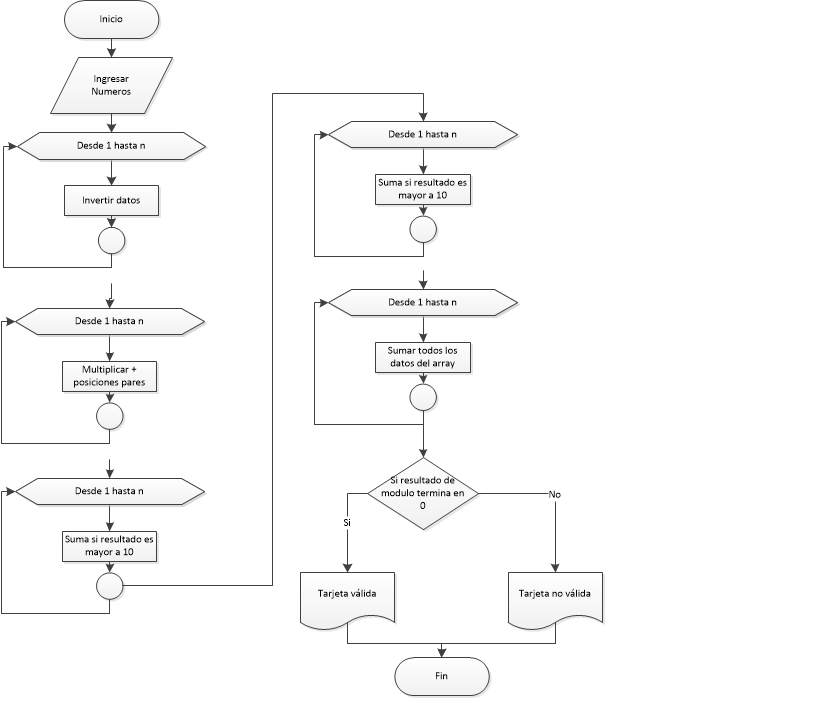 Inicio
Ingresar
Numeros
Desde 1 hasta n
Invertir datos
Desde 1 hasta n
Multiplicar +
posiciones pares
Desde 1 hasta n
Suma si resultado es
mayor a 10
Desde 1 hasta n
Suma si resultado es
mayor a 10
Desde 1 hasta n
Sumar todos los
datos del array
Si resultado de
modulo termina en
0
Si
No
Tarjeta válida
Tarjeta no válida
Fin